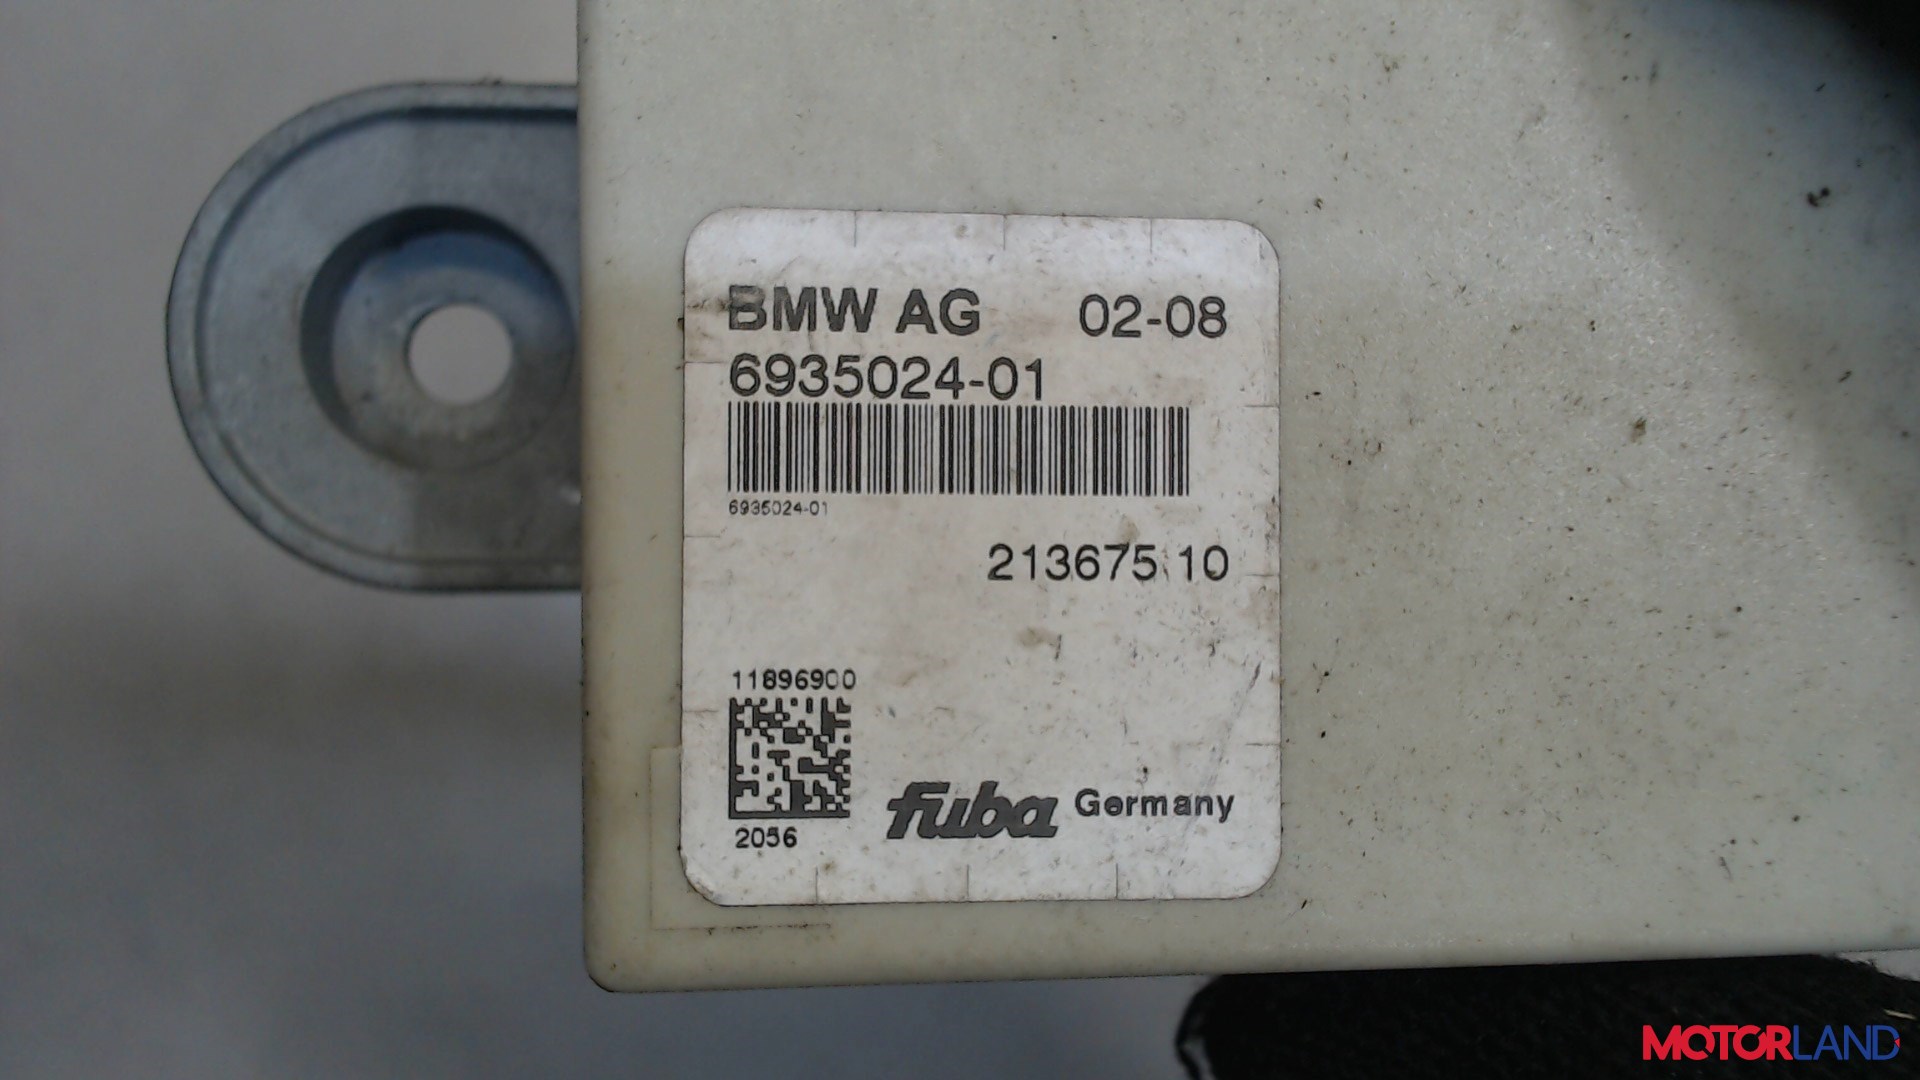 BMW AG 02-08
6935024-01
6935024-01
213675 10
11896900
2056
fuba Germany
MOTORLAND